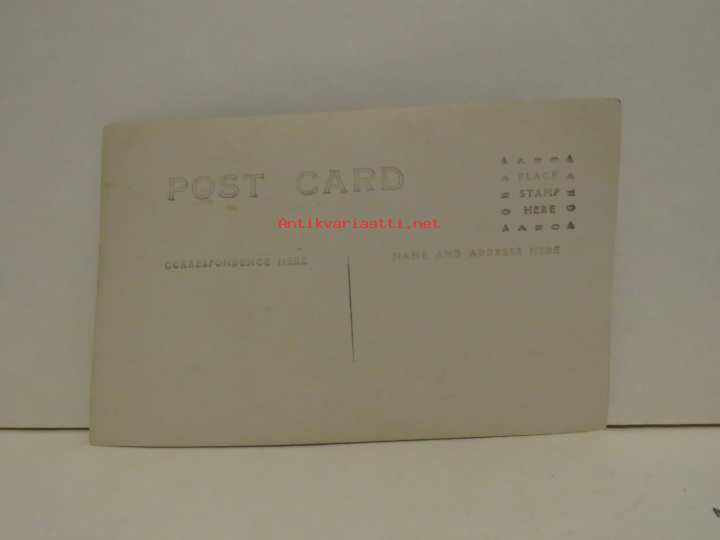 POST CARD
A A R O A
A PLACE A
N STAMP R
O HERE O
A A R O A
Antikvariaatti.net
CORRESPONDENCE HERE
NAME AND ADDRESS HERE